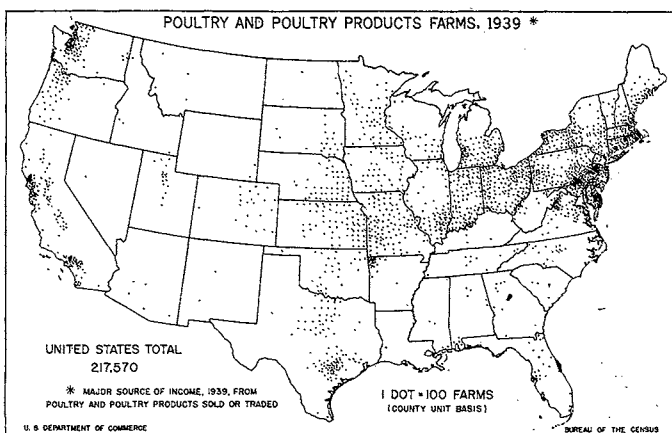 POULTRY AND POULTRY PRODUCTS FARMS, 1939 *
UNITED STATES TOTAL
217,570
* MAJOR SOURCE OF INCOME, 1939, FROM
POULTRY AND POULTRY PRODUCTS SOLD OR TRADED
1 DOT = 100 FARMS
(COUNTY UNIT BASIS)
U. S DEPARTMENT OF COMMERCE
BUREAU OF THE CENSUS